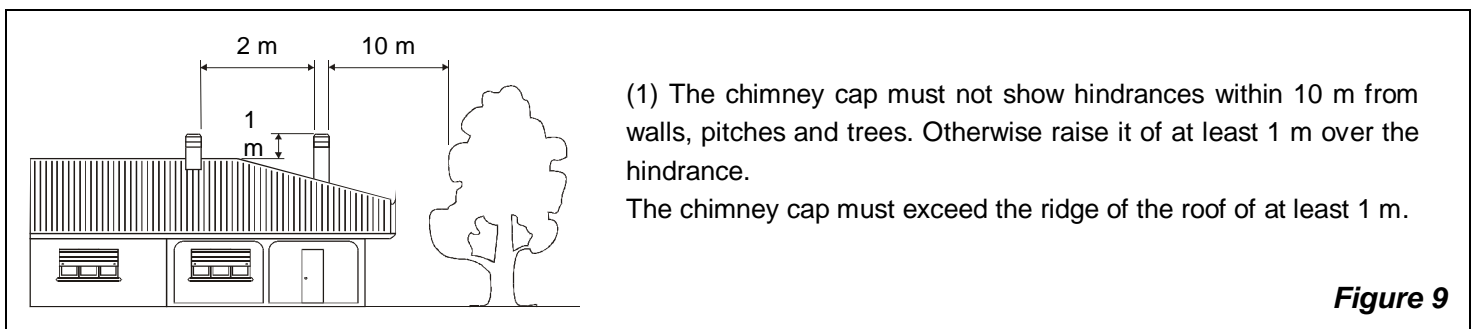 2 m 10 m
1
m
(1) The chimney cap must not show hindrances within 10 m from
walls, pitches and trees. Otherwise raise it of at least 1 m over the
hindrance.
The chimney cap must exceed the ridge of the roof of at least 1 m.
Figure 9